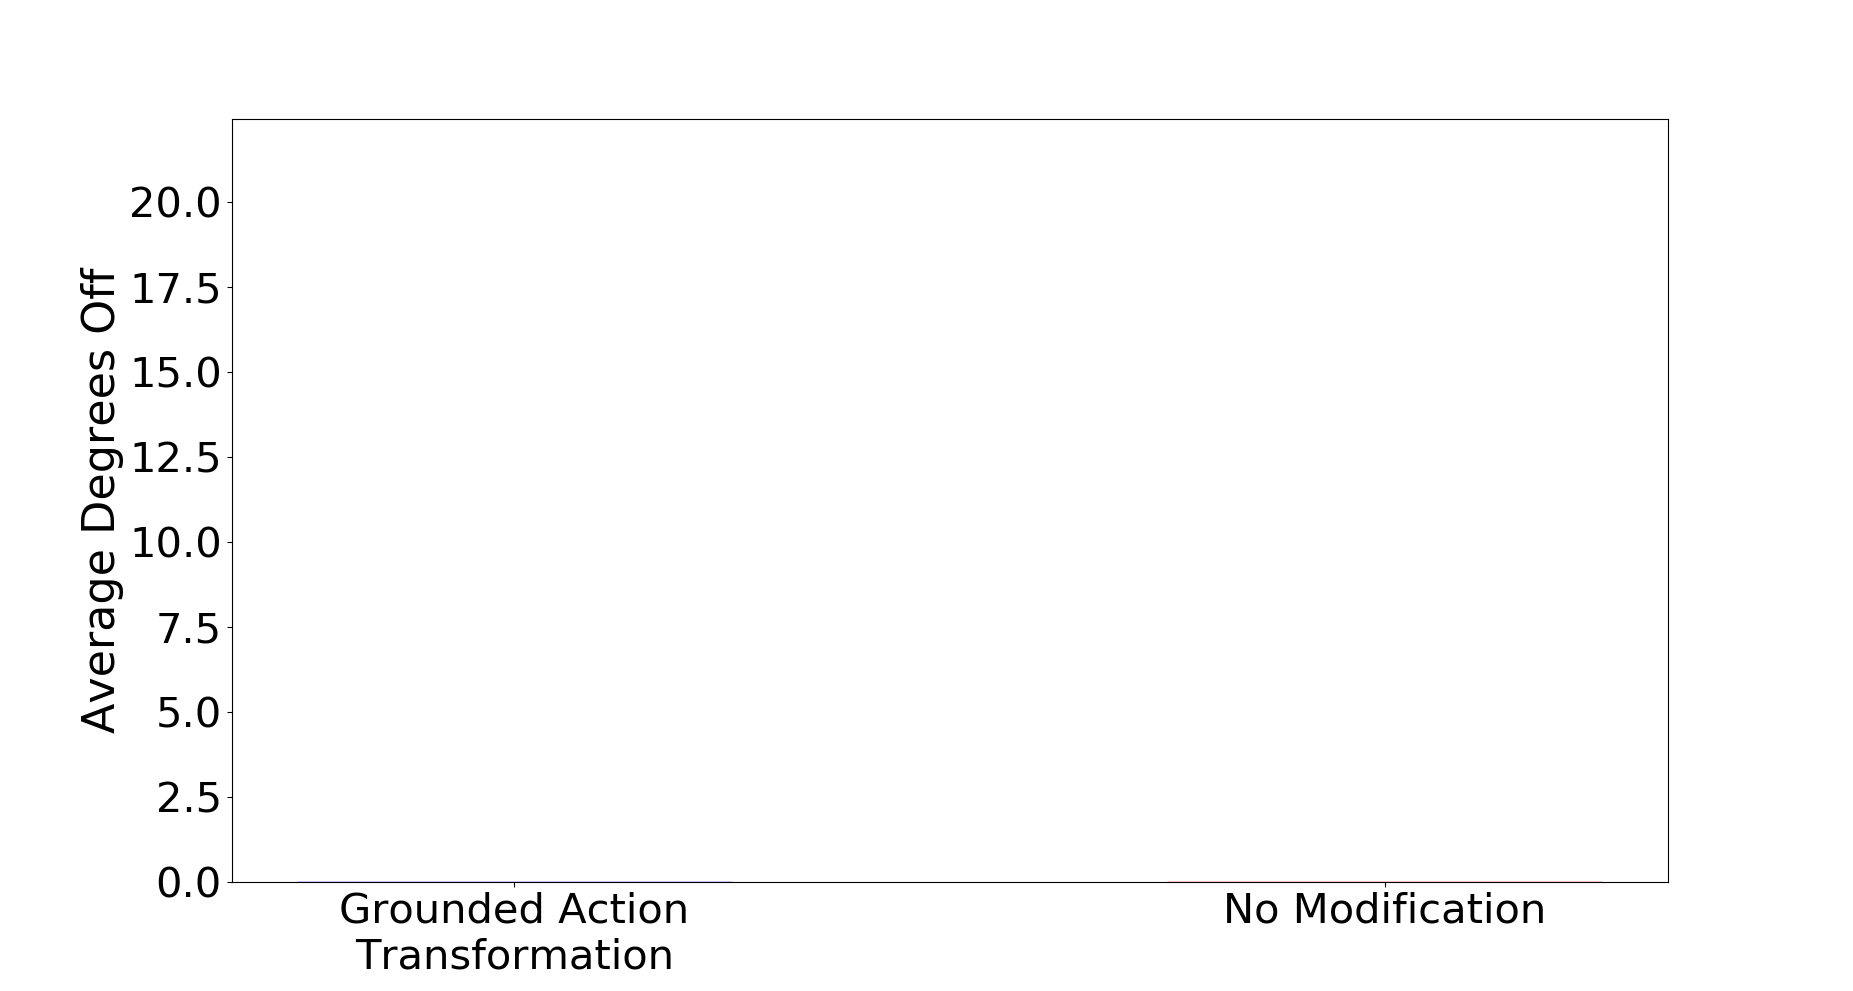 Average Degrees Off
20.0
17.5
15.0
12.5
10.0
7.5
5.0
2.5
0.0
Grounded Action
Transformation
No Modification